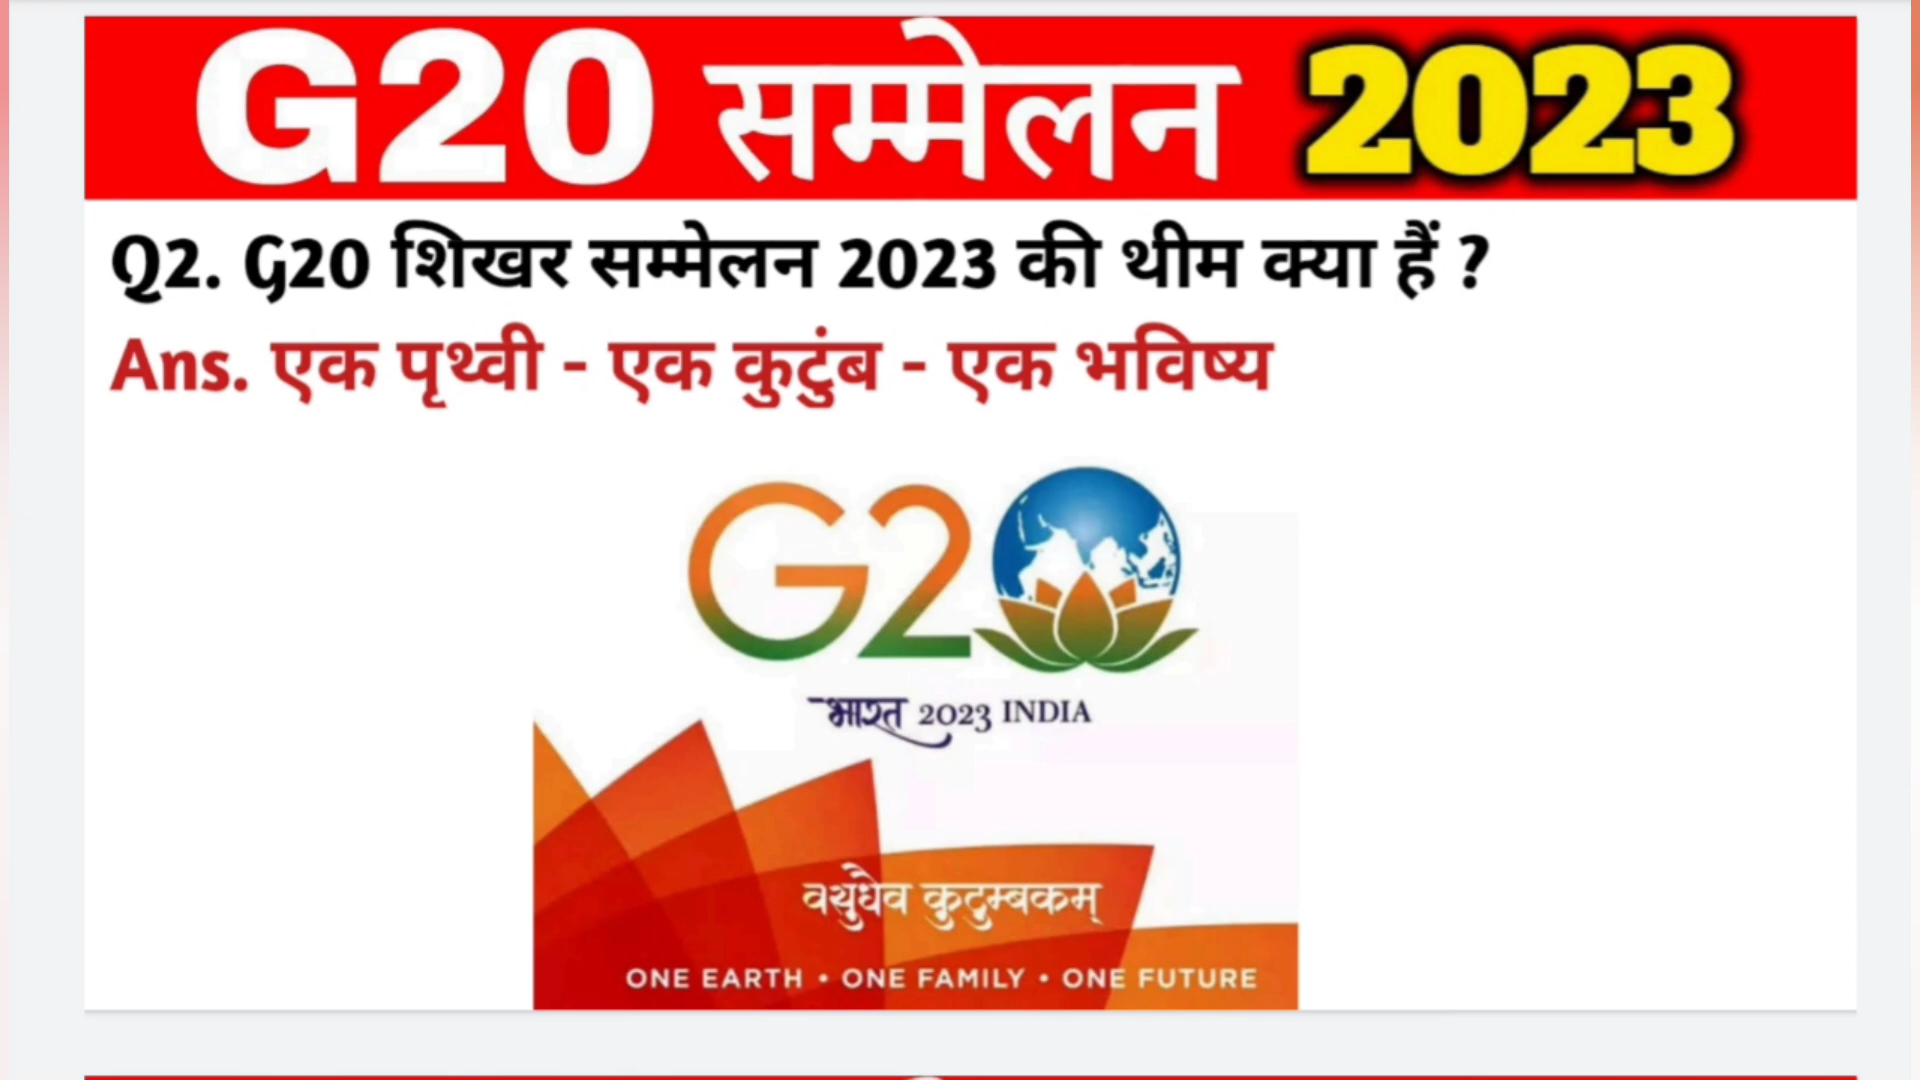 G20 सम्मेलन 2023
Q2. G20 शिखर सम्मेलन 2023 की थीम क्या हैं ?
Ans. एक पृथ्वी - एक कुटुंब - एक भविष्य
G20
भारत 2023 INDIA
वसुधैव कुटुम्बकम्
ONE EARTH • ONE FAMILY • ONE FUTURE